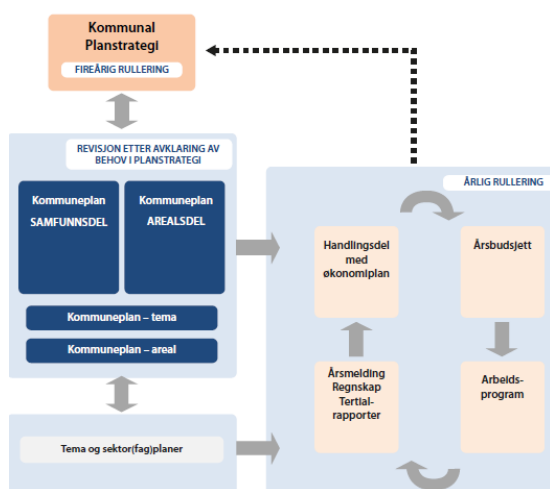 Kommunal
Planstrategi
FIREÅRIG RULLERING
REVISJON ETTER AVKLARING AV
BEHOV I PLANSTRATEGI
Kommuneplan
SAMFUNNSDEL
Kommuneplan
AREALSDEL
Kommuneplan – tema
Kommuneplan – areal
Tema og sektor(fag)planer
ÅRLIG RULLERING
Handlingsdel
med
økonomiplan
Årsbudsjett
Årsmelding
Regnskap
Tertial-
rapporter
Arbeids-
program